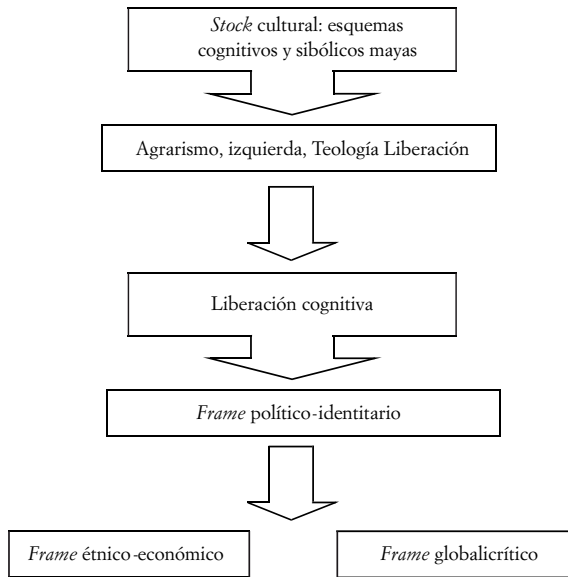 Stock cultural: esquemas
cognitivos y sibólicos mayas
Agrarismo, izquierda, Teología Liberación
Liberación cognitiva
Frame político-identitario
Frame étnico-económico
Frame globalicrítico